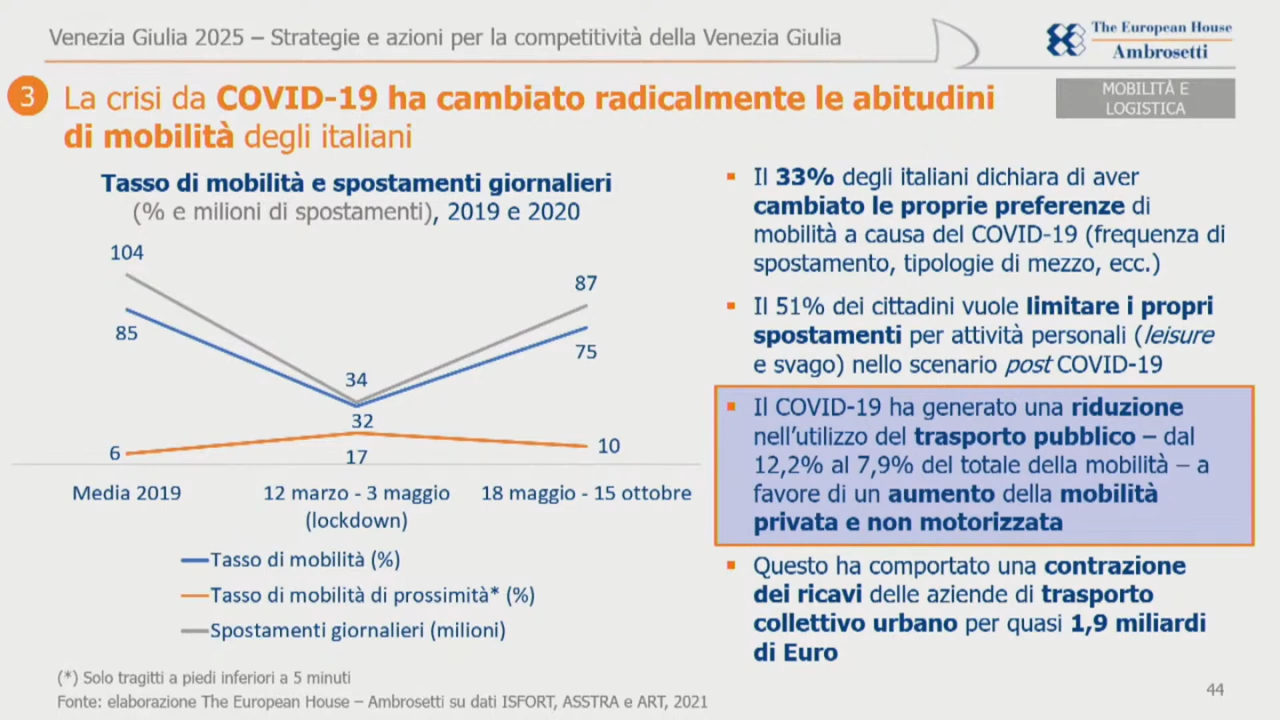 Venezia Giulia 2025 – Strategie e azioni per la competitività della Venezia Giulia
The European House
Ambrosetti
MOBILITÀ E
LOGISTICA
3
La crisi da COVID-19 ha cambiato radicalmente le abitudini
di mobilità degli italiani
Tasso di mobilità e spostamenti giornalieri
(% e milioni di spostamenti), 2019 e 2020
104
87
85
75
34
32
6
17
10
Media 2019
12 marzo - 3 maggio
(lockdown)
18 maggio - 15 ottobre
Tasso di mobilità (%)
Tasso di mobilità di prossimità* (%)
Spostamenti giornalieri (milioni)
Il 33% degli italiani dichiara di aver
cambiato le proprie preferenze di
mobilità a causa del COVID-19 (frequenza di
spostamento, tipologie di mezzo, ecc.)
Il 51% dei cittadini vuole limitare i propri
spostamenti per attività personali (leisure
e svago) nello scenario post COVID-19
Il COVID-19 ha generato una riduzione
nell'utilizzo del trasporto pubblico – dal
12,2% al 7,9% del totale della mobilità – a
favore di un aumento della mobilità
privata e non motorizzata
Questo ha comportato una contrazione
dei ricavi delle aziende di trasporto
collettivo urbano per quasi 1,9 miliardi
di Euro
(*) Solo tragitti a piedi inferiori a 5 minuti
Fonte: elaborazione The European House – Ambrosetti su dati ISFORT, ASSTRA e ART, 2021
44